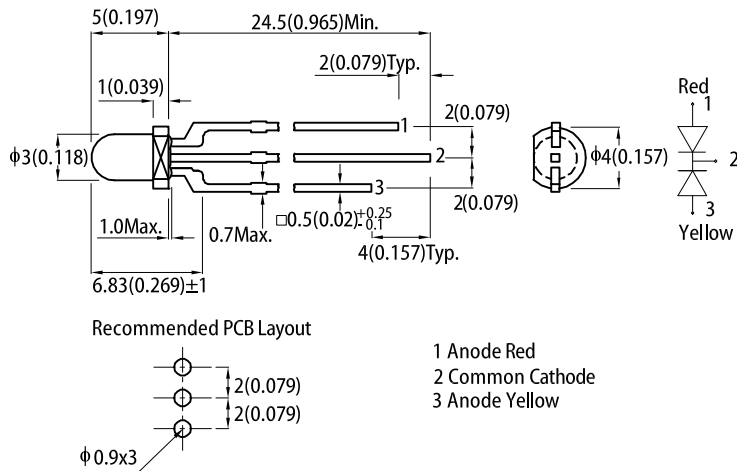 5(0.197)
24.5(0.965)Min.
2(0.079)Typ.
1(0.039)
2(0.079)
Red
1
1
ϕ3(0.118)
2
ϕ4(0.157)
2
3
2(0.079)
3
1.0Max.
0.7Max.
□0.5(0.02)+0.25-0.1
Yellow
4(0.157)Typ.
6.83(0.269)±1
Recommended PCB Layout
2(0.079)
2(0.079)
ϕ0.9x3
1 Anode Red
2 Common Cathode
3 Anode Yellow